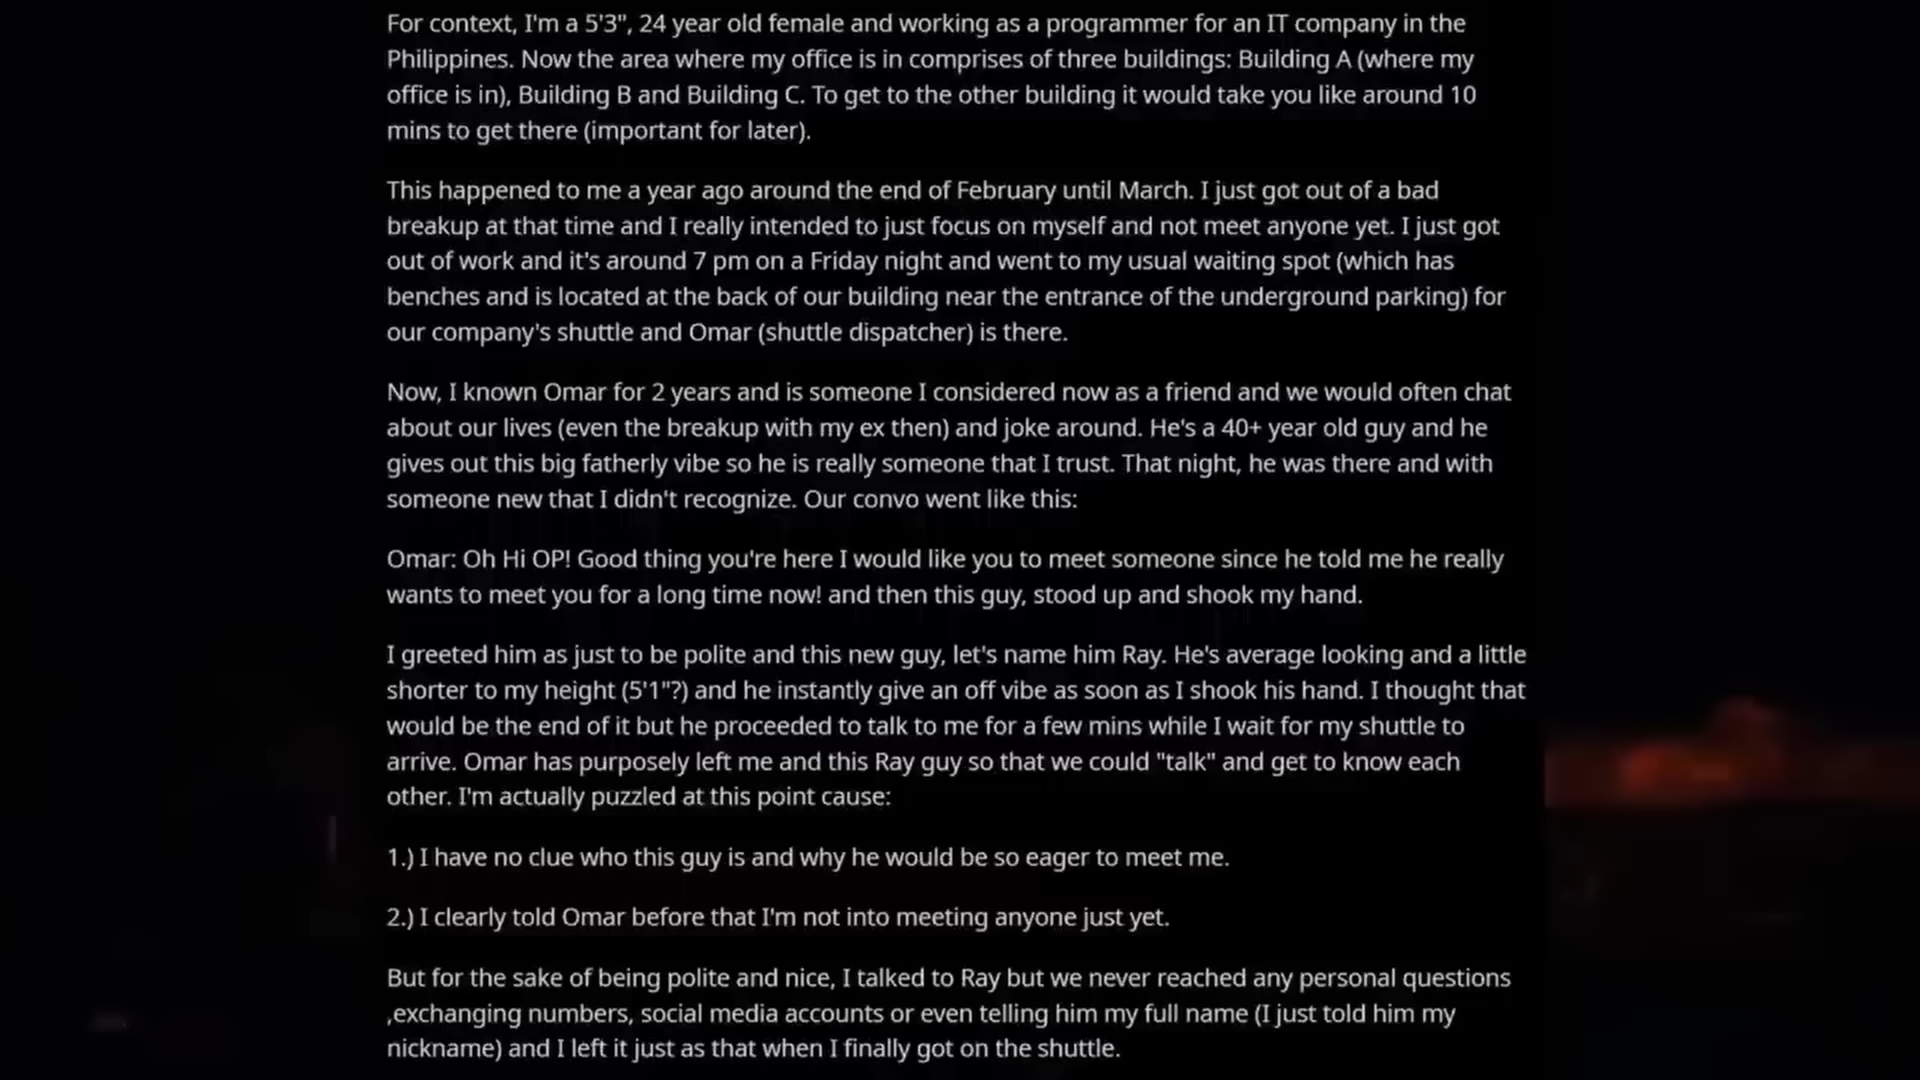 For context, I'm a 5'3", 24 year old female and working as a programmer for an IT company in the
Philippines. Now the area where my office is in comprises of three buildings: Building A (where my
office is in), Building B and Building C. To get to the other building it would take you like around 10
mins to get there (important for later).
This happened to me a year ago around the end of February until March. I just got out of a bad
breakup at that time and I really intended to just focus on myself and not meet anyone yet. I just got
out of work and it's around 7 pm on a Friday night and went to my usual waiting spot (which has
benches and is located at the back of our building near the entrance of the underground parking) for
our company's shuttle and Omar (shuttle dispatcher) is there.
Now, I known Omar for 2 years and is someone I considered now as a friend and we would often chat
about our lives (even the breakup with my ex then) and joke around. He's a 40+ year old guy and he
gives out this big fatherly vibe so he is really someone that I trust. That night, he was there and with
someone new that I didn't recognize. Our convo went like this:
Omar: Oh Hi OP! Good thing you're here I would like you to meet someone since he told me he really
wants to meet you for a long time now! and then this guy, stood up and shook my hand.
I greeted him as just to be polite and this new guy, let's name him Ray. He's average looking and a little
shorter to my height (5'1"?) and he instantly give an off vibe as soon as I shook his hand. I thought that
would be the end of it but he proceeded to talk to me for a few mins while I wait for my shuttle to
arrive. Omar has purposely left me and this Ray guy so that we could "talk" and get to know each
other. I'm actually puzzled at this point cause:
1.) I have no clue who this guy is and why he would be so eager to meet me.
2.) I clearly told Omar before that I'm not into meeting anyone just yet.
But for the sake of being polite and nice, I talked to Ray but we never reached any personal questions
,exchanging numbers, social media accounts or even telling him my full name (I just told him my
nickname) and I left it just as that when I finally got on the shuttle.